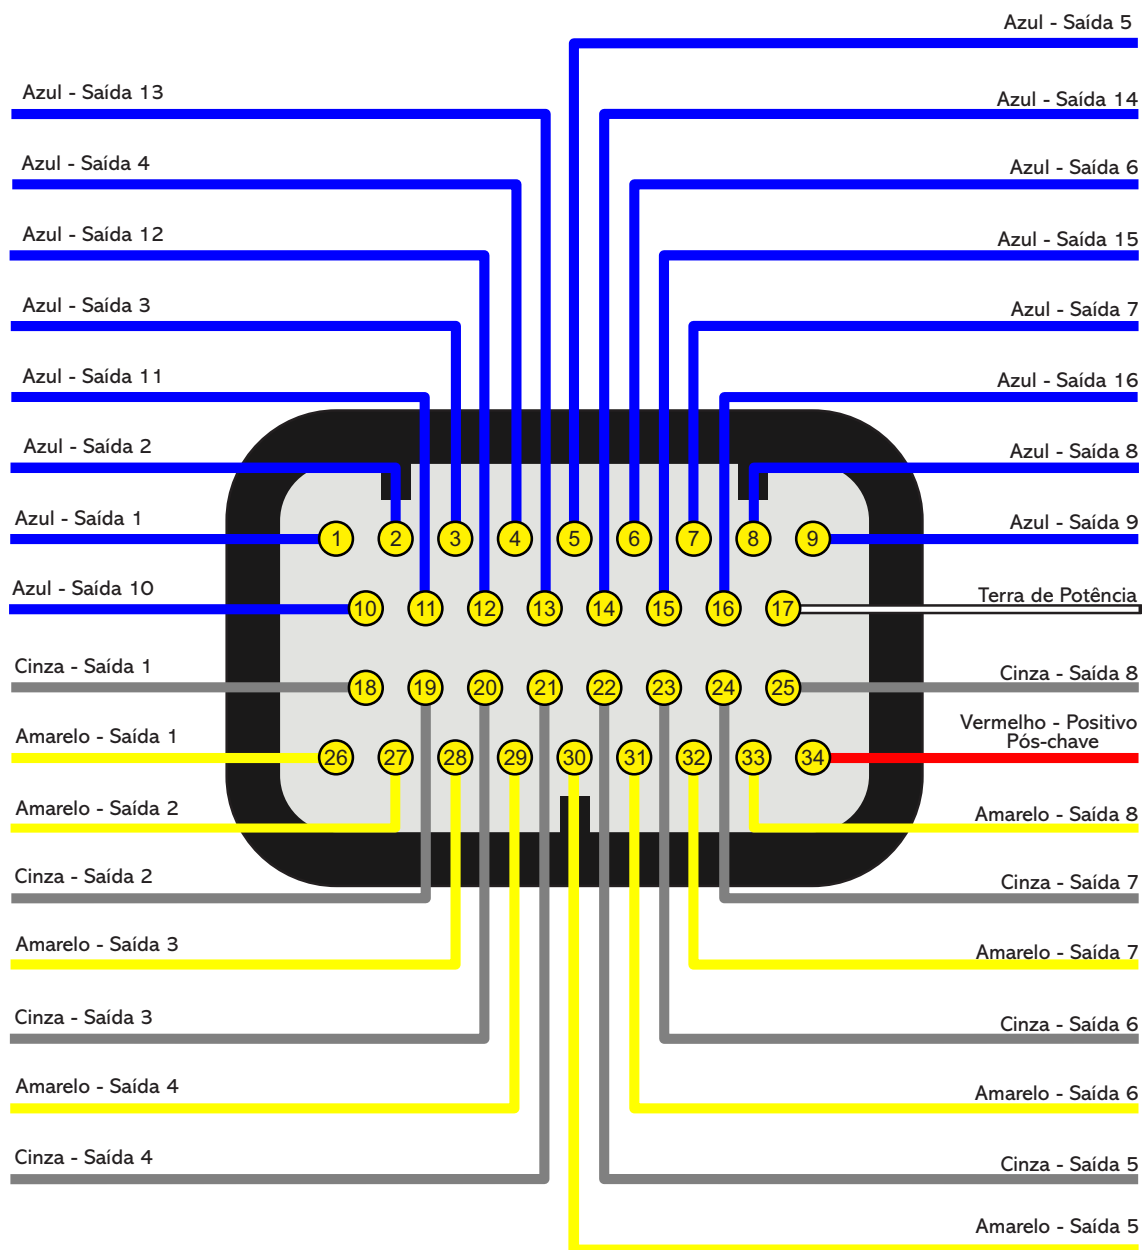 Azul - Saída 5
Azul - Saída 13
Azul - Saída 14
Azul - Saída 4
Azul - Saída 6
Azul - Saída 12
Azul - Saída 15
Azul - Saída 3
Azul - Saída 7
Azul - Saída 11
Azul - Saída 16
Azul - Saída 2
Azul - Saída 8
Azul - Saída 1
Azul - Saída 9
1 2 3 4 5 6 7 8 9
Azul - Saída 10
Terra de Potência
10 11 12 13 14 15 16 17
Cinza - Saída 1
Cinza - Saída 8
18 19 20 21 22 23 24 25
Amarelo - Saída 1
Vermelho - Positivo
Pós-chave
26 27 28 29 30 31 32 33 34
Amarelo - Saída 2
Amarelo - Saída 8
Cinza - Saída 2
Cinza - Saída 7
Amarelo - Saída 3
Amarelo - Saída 7
Cinza - Saída 3
Cinza - Saída 6
Amarelo - Saída 4
Amarelo - Saída 6
Cinza - Saída 4
Cinza - Saída 5
Amarelo - Saída 5